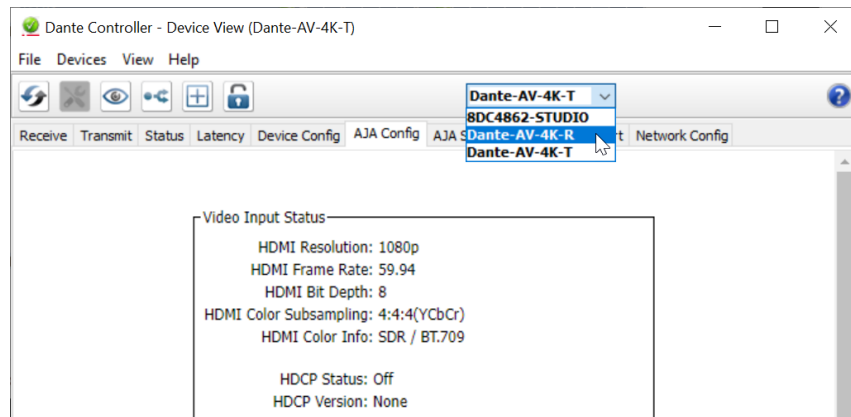 Dante Controller - Device View (Dante-AV-4K-T)
File Devices View Help
Dante-AV-4K-T
8DC4862-STUDIO
Dante-AV-4K-R
Dante-AV-4K-T
Receive Transmit Status Latency Device Config AJA Config AJA Network Config
Video Input Status
HDMI Resolution: 1080p
HDMI Frame Rate: 59.94
HDMI Bit Depth: 8
HDMI Color Subsampling: 4:4:4(YCbCr)
HDMI Color Info: SDR / BT.709
HDCP Status: Off
HDCP Version: None